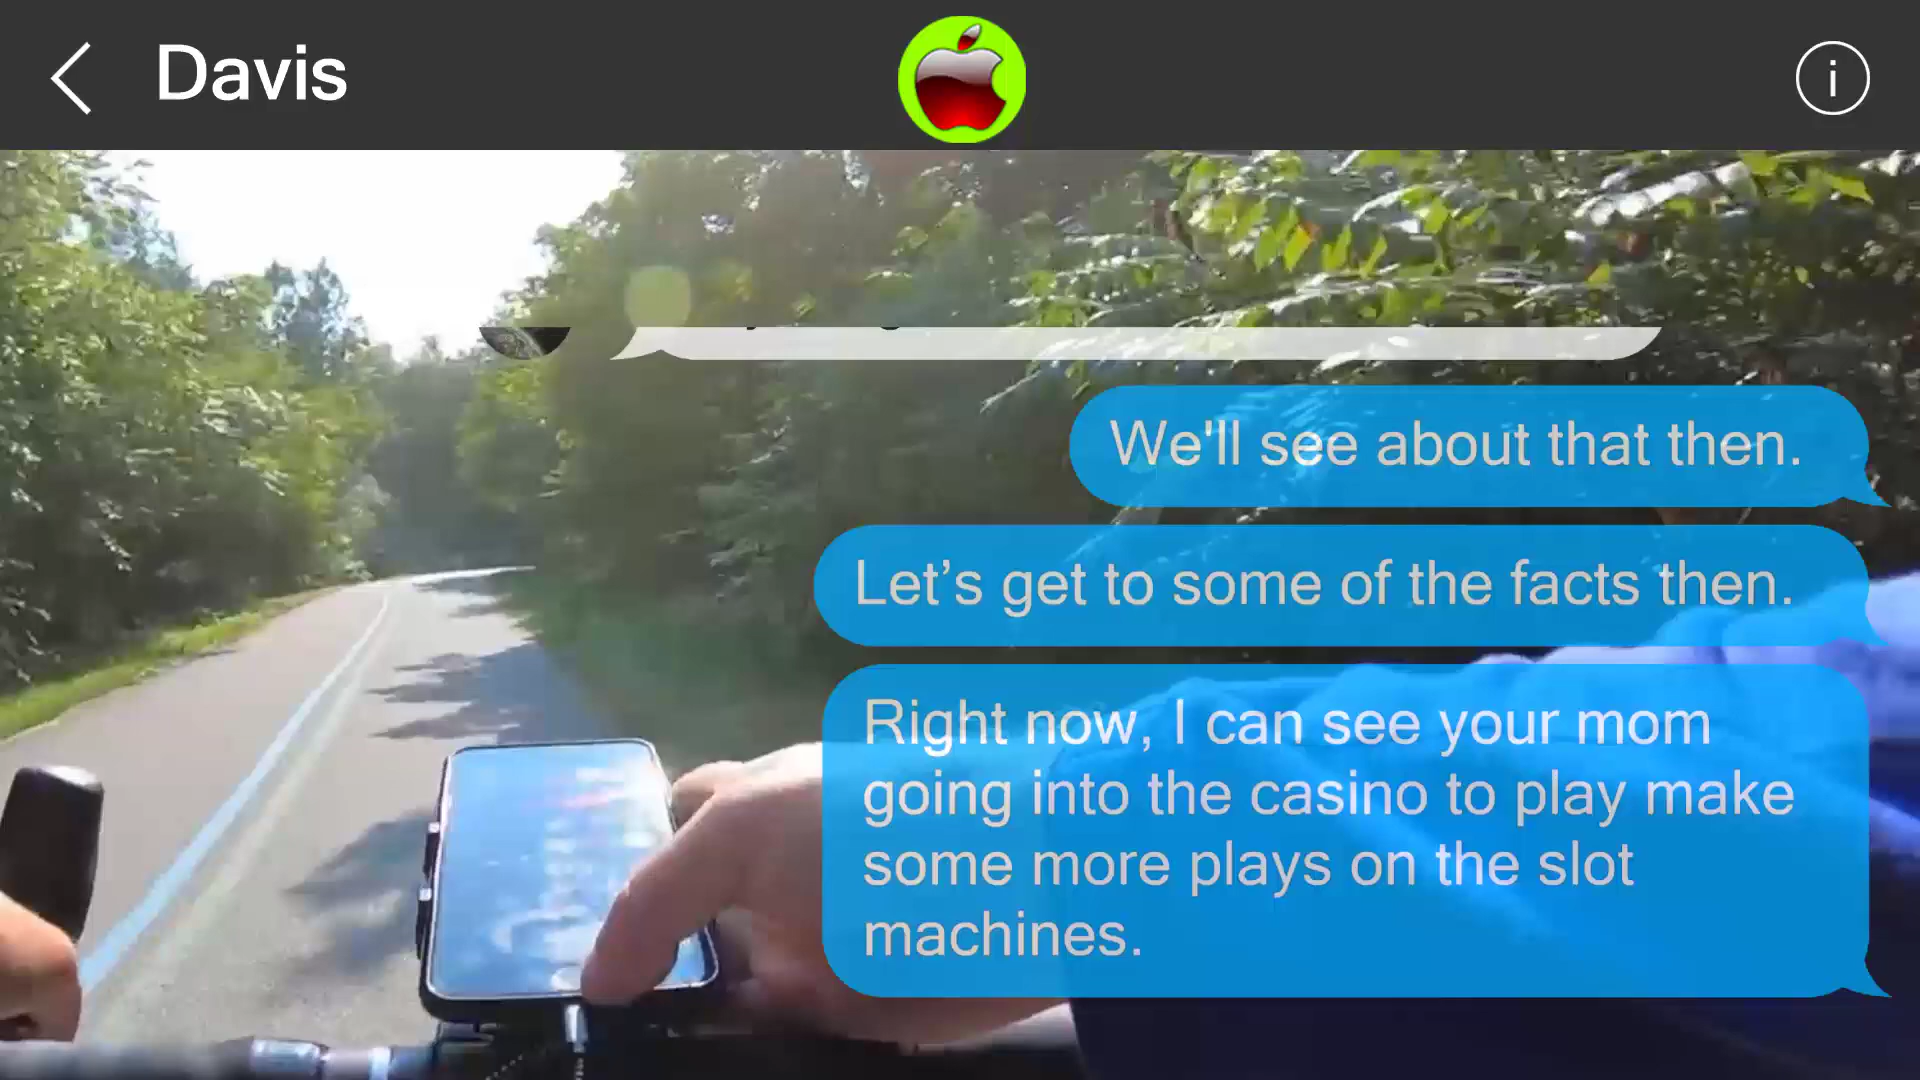 Davis
i
We'll see about that then.
Let’s get to some of the facts then.
Right now, I can see your mom
going into the casino to play make
some more plays on the slot
machines.